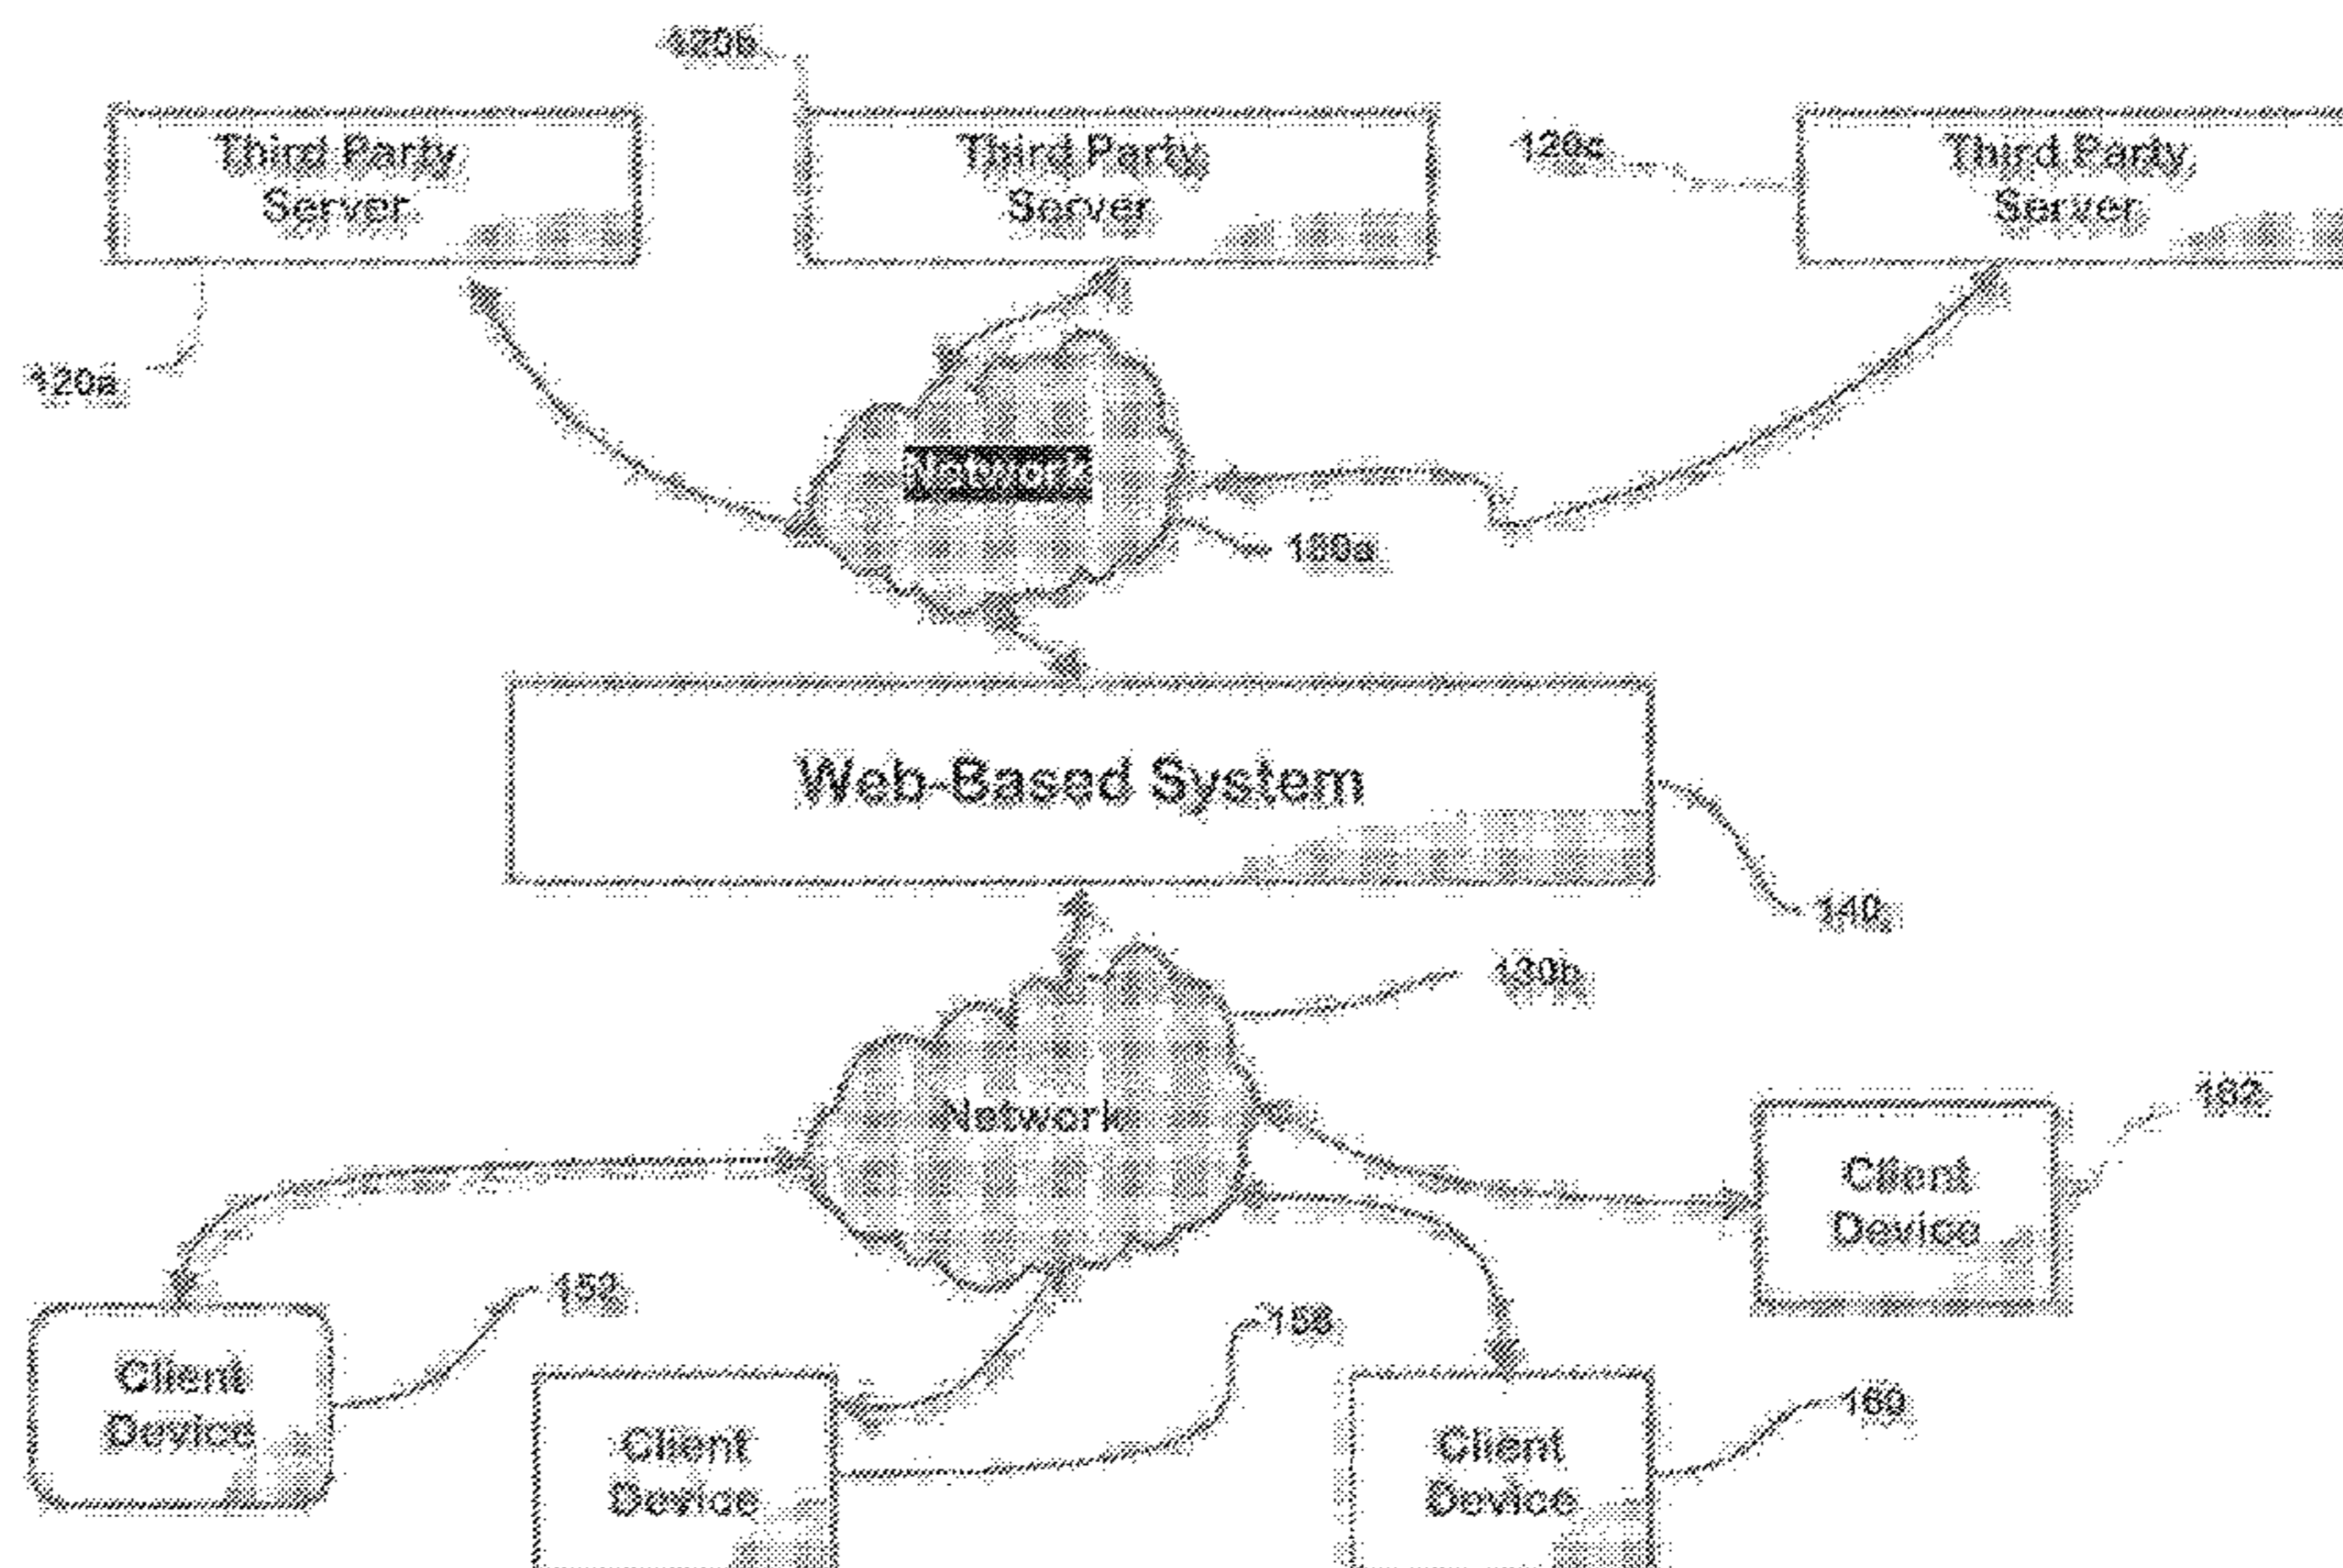 120b
Third Party
Server
Third Party
Server
120c
Third Party
Server
120a
Network
Web-Based System
140
130b
Network
162
Client
Device
152
Client
Device
158
Client
Device
160
Client
Device